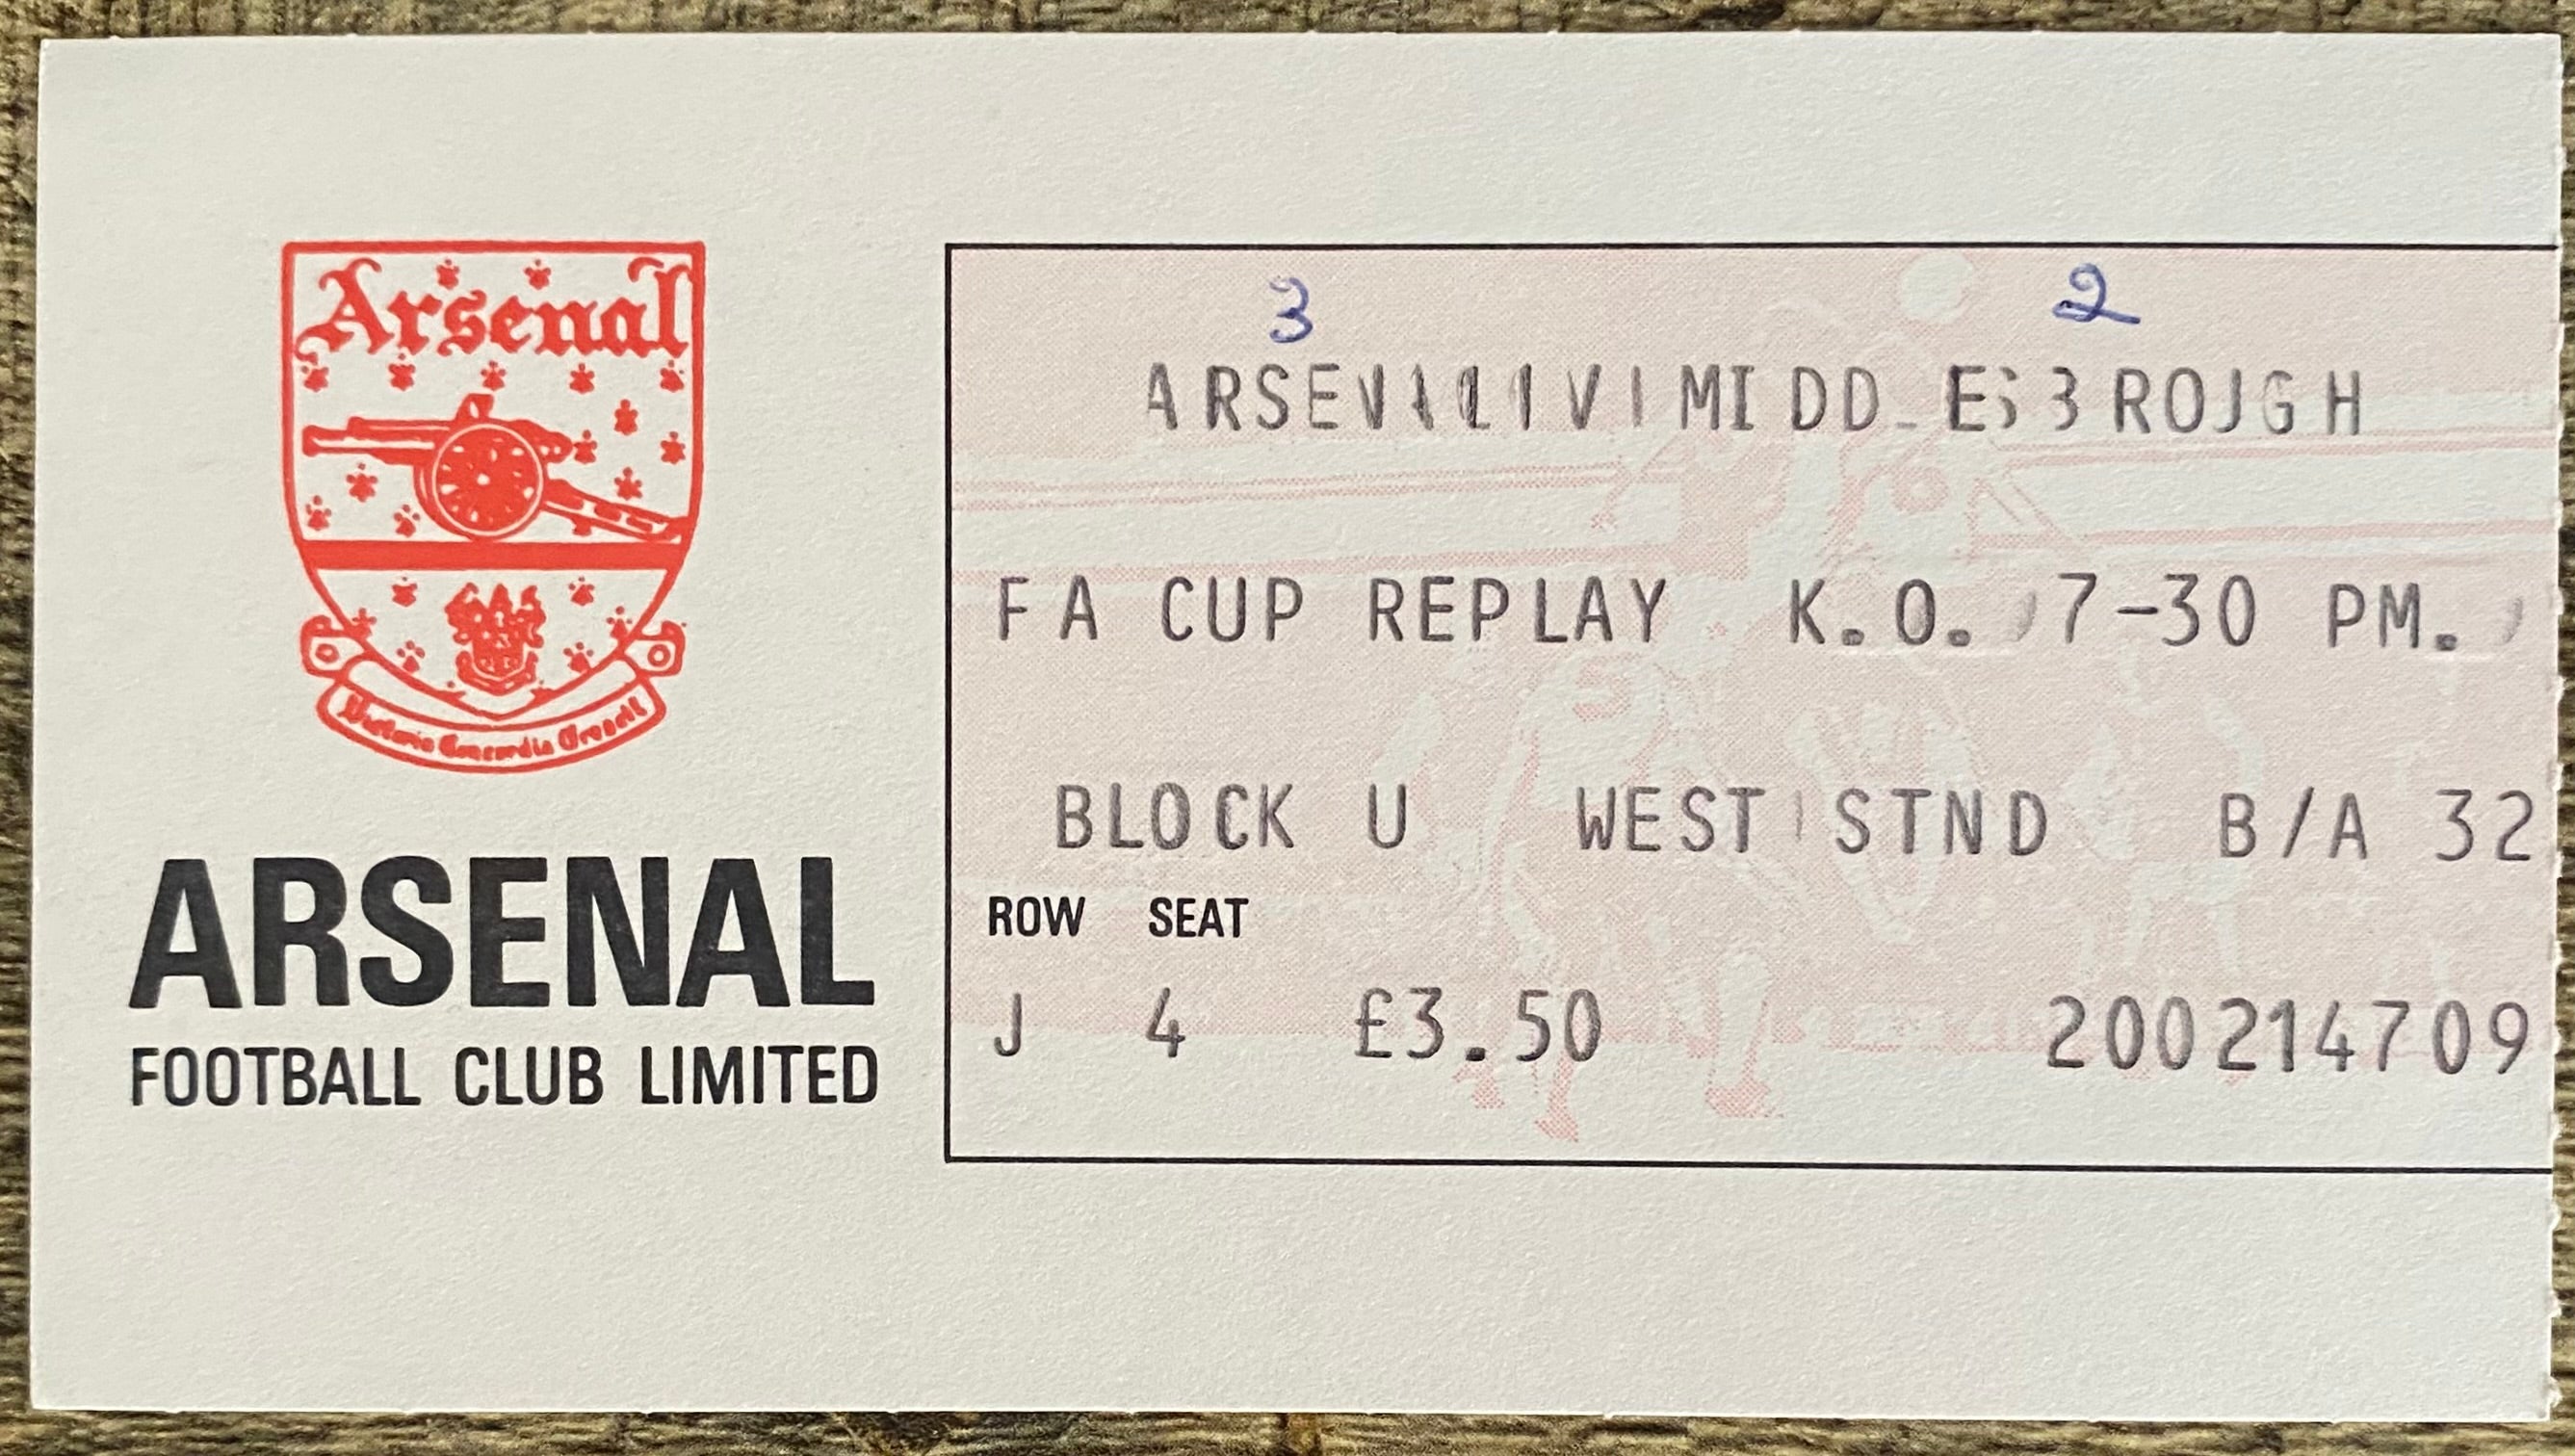 Arsenal
Victoria Concordia Crescit
ARSENAL
FOOTBALL CLUB LIMITED
3 2
ARSENAL V MIDDLESBROUGH
F A CUP REPLAY K.O. 7-30 PM.
BLOCK U WEST STND B/A 32
ROW SEAT
J 4 £3.50 200214709